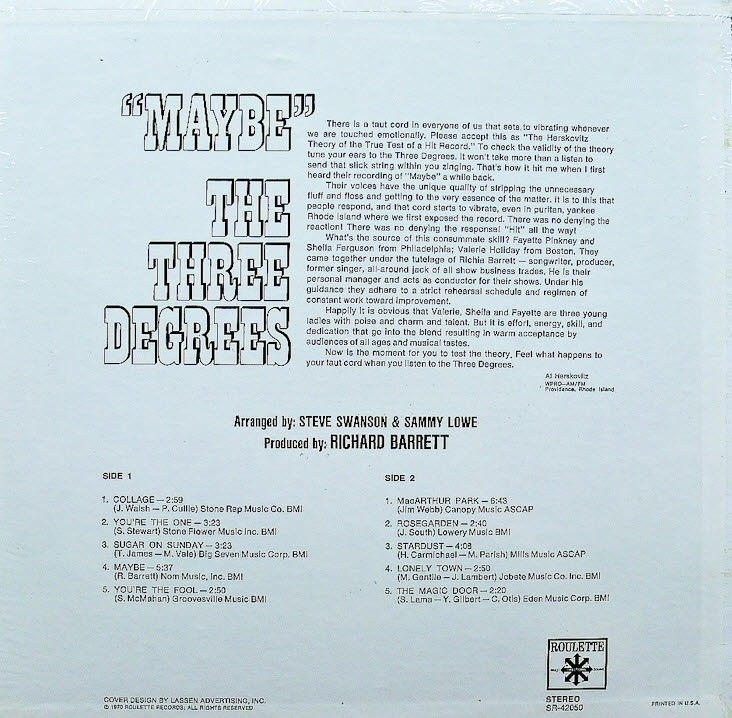 "MAYBE"
THE
THREE
DEGREES
There is a taut cord in everyone of us that sets to vibrating whenever
we are touched emotionally. Please accept this as "The Herskovitz
Theory of the True Test of a Hit Record." To check the validity of the theory
tune your ears to the Three Degrees. It won't take more than a listen to
send that slick string within you zinging. That's how it hit me when I first
heard their recording of "Maybe" a while back.
Their voices have the unique quality of stripping the unnecessary
fluff and floss and getting to the very essence of the matter. It is to this that
people respond, and that cord starts to vibrate, even in puritan, yankee
Rhode Island where we first exposed the record. There was no denying the
reaction! There was no denying the response! "Hit" all the way!
What's the source of this consummate skill? Fayette Pinkney and
Sheila Ferguson from Philadelphia; Valerie Holiday from Boston. They
came together under the tutelage of Richie Barrett — songwriter, producer,
former singer, all-around jack of all show business trades. He is their
personal manager and acts as conductor for their shows. Under his
guidance they adhere to a strict rehearsal schedule and regimen of
constant work toward improvement.
Happily it is obvious that Valerie, Sheila and Fayette are three young
ladies with poise and charm and talent. But it is effort, energy, skill, and
dedication that go into the blend resulting in warm acceptance by
audiences of all ages and musical tastes.
Now is the moment for you to test the theory. Feel what happens to
your taut cord when you listen to the Three Degrees.
Al Herskovitz
WPRO—AM/FM
Providence, Rhode Island
Arranged by: STEVE SWANSON & SAMMY LOWE
Produced by: RICHARD BARRETT
SIDE 1
1. COLLAGE — 2:59
(J. Walsh — P. Cullie) Stone Rap Music Co. BMI
2. YOU'RE THE ONE — 3:23
(S. Stewart) Stone Flower Music Inc. BMI
3. SUGAR ON SUNDAY — 3:23
(T. James — M. Vale) Big Seven Music Corp. BMI
4. MAYBE — 5:37
(R. Barrett) Nom Music, Inc. BMI
5. YOU'RE THE FOOL — 2:50
(S. McMahan) Groovesville Music BMI
SIDE 2
1. MacARTHUR PARK — 6:43
(Jim Webb) Canopy Music ASCAP
2. ROSEGARDEN — 2:40
(J. South) Lowery Music BMI
3. STARDUST — 4:08
(H. Carmichael — M. Parish) Mills Music ASCAP
4. LONELY TOWN — 2:50
(M. Gentile — J. Lambert) Jobete Music Co. Inc. BMI
5. THE MAGIC DOOR — 2:20
(S. Lama — Y. Gilbert — C. Otis) Eden Music Corp. BMI
ROULETTE
STEREO
SR-42050
COVER DESIGN BY LASSEN ADVERTISING, INC.
© 1970 ROULETTE RECORDS; ALL RIGHTS RESERVED
PRINTED IN U.S.A.